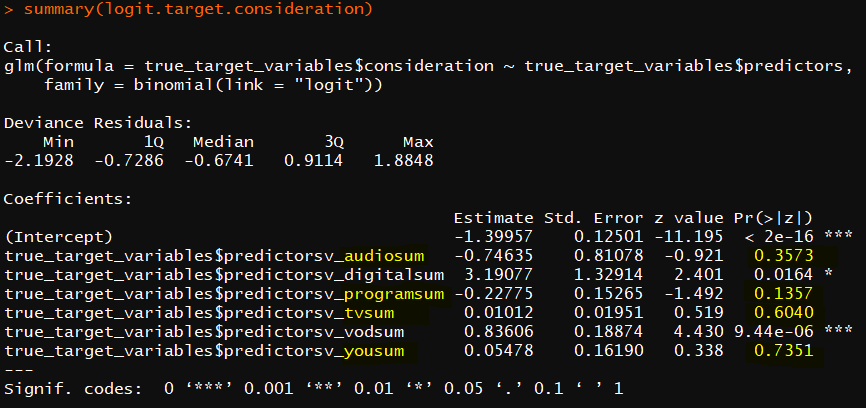 > summary(logit.target.consideration)
Call:
glm(formula = true_target_variables$consideration ~ true_target_variables$predictors,
    family = binomial(link = "logit"))
Deviance Residuals:
    Min      1Q  Median      3Q     Max
-2.1928 -0.7286 -0.6741  0.9114  1.8848
Coefficients:
Estimate Std. Error z value Pr(>|z|)
(Intercept) -1.39957 0.12501 -11.195 < 2e-16 ***
true_target_variables$predictorsv_audiosum -0.74635 0.81078 -0.921 0.3573
true_target_variables$predictorsv_digitalsum 3.19077 1.32914 2.401 0.0164 *
true_target_variables$predictorsv_programsum -0.22775 0.15265 -1.492 0.1357
true_target_variables$predictorsv_tvsum 0.01012 0.01951 0.519 0.6040
true_target_variables$predictorsv_vodsum 0.83606 0.18874 4.430 9.44e-06 ***
true_target_variables$predictorsv_yousum 0.05478 0.16190 0.338 0.7351
---
Signif. codes:  0 ‘***’ 0.001 ‘**’ 0.01 ‘*’ 0.05 ‘.’ 0.1 ‘ ’ 1